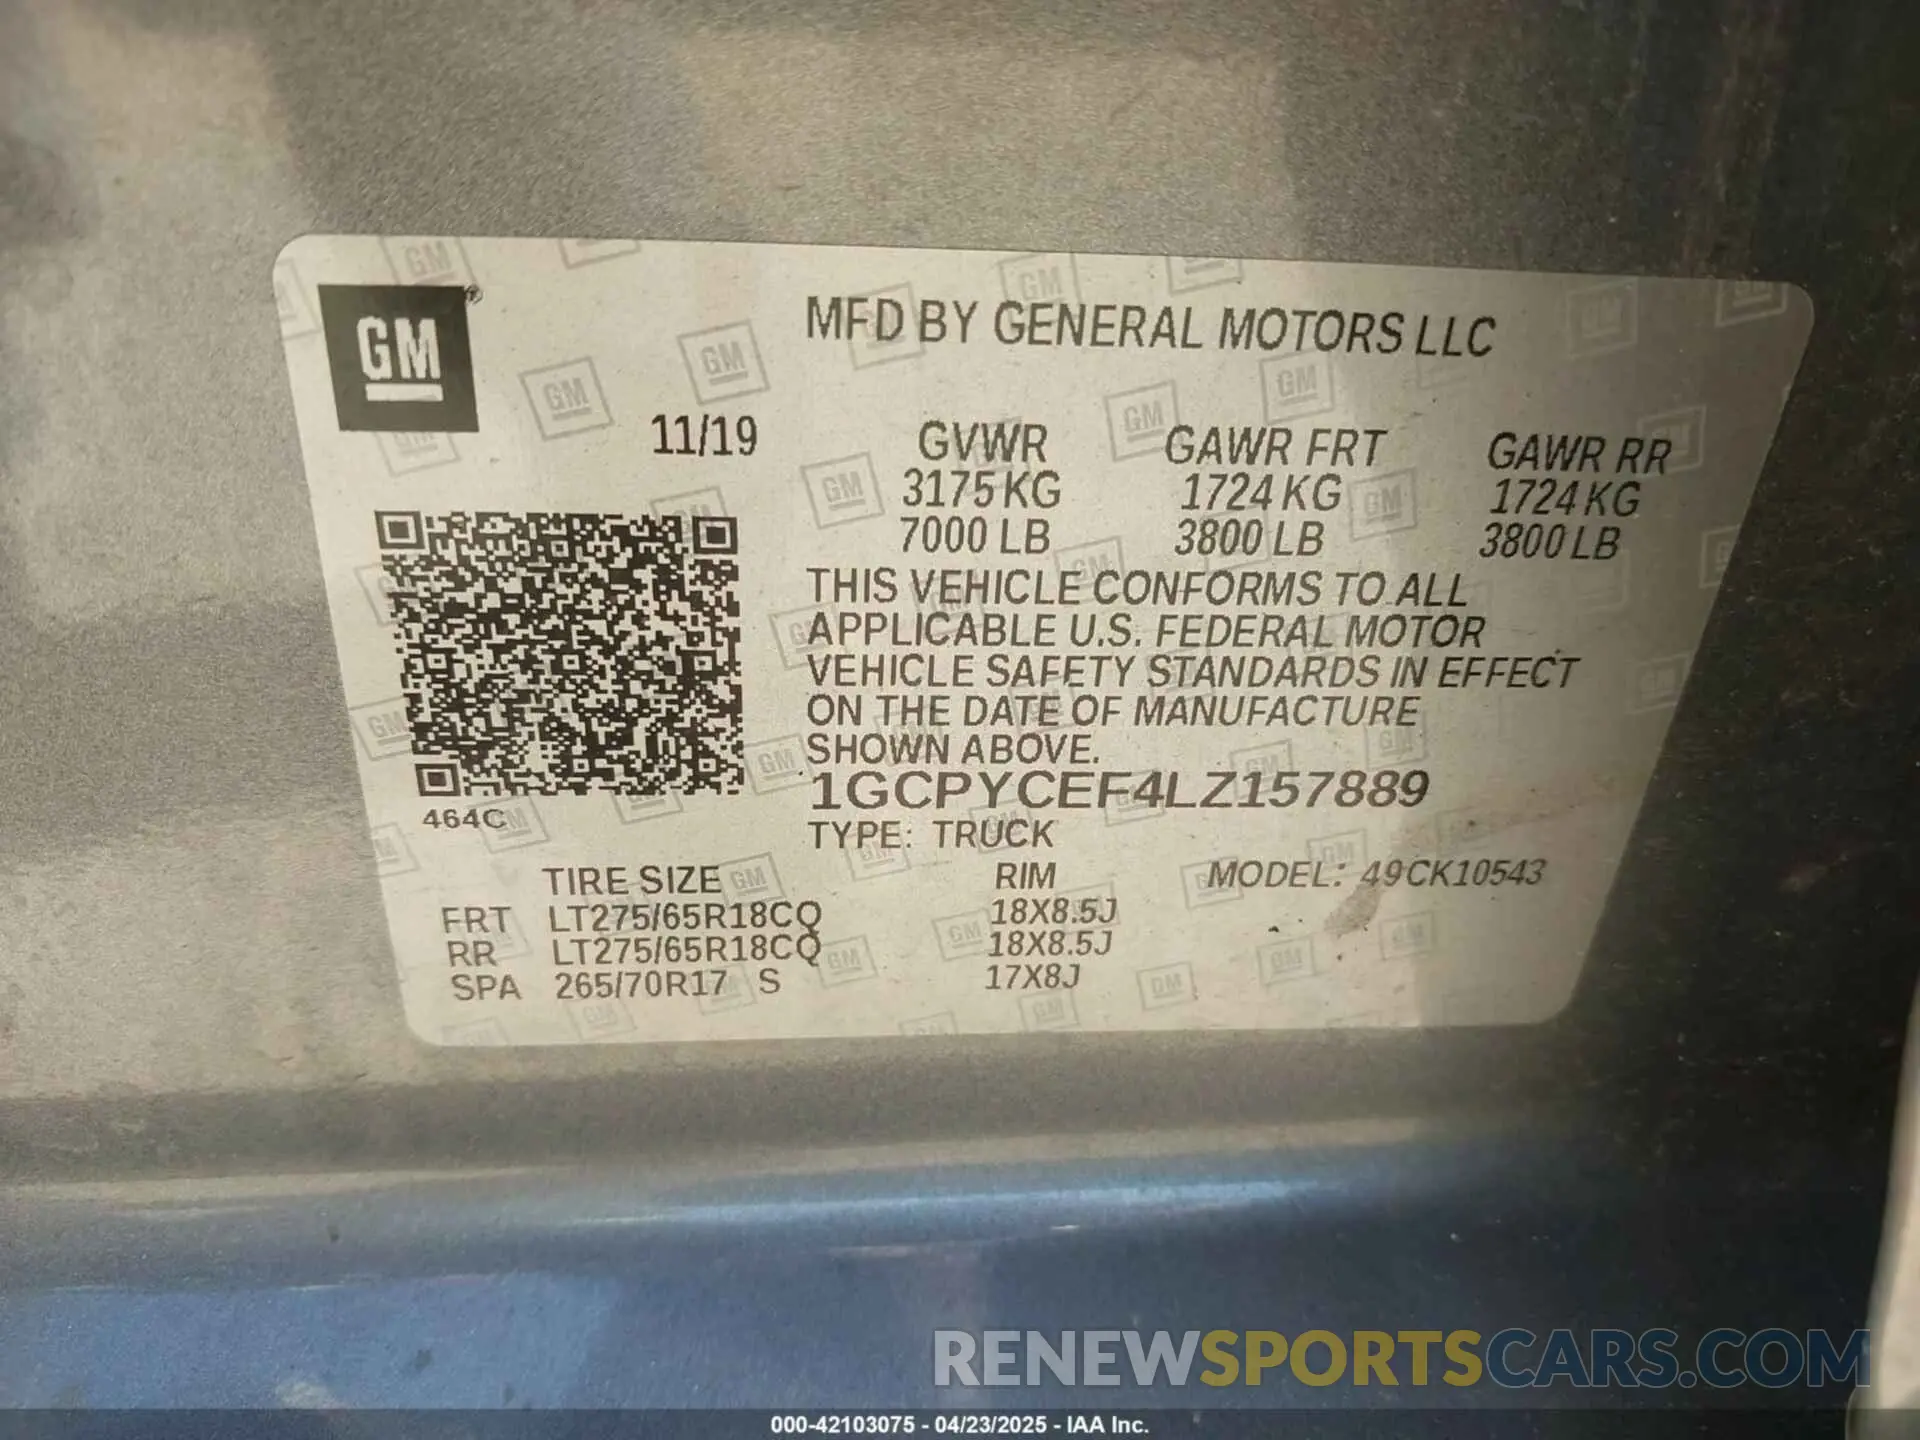 GM
MFD BY GENERAL MOTORS LLC
11/19
GVWR GAWR FRT GAWR RR
3175 KG 1724 KG 1724 KG
7000 LB 3800 LB 3800 LB
THIS VEHICLE CONFORMS TO ALL
APPLICABLE U.S. FEDERAL MOTOR
VEHICLE SAFETY STANDARDS IN EFFECT
ON THE DATE OF MANUFACTURE
SHOWN ABOVE.
1GCPYCEF4LZ157889
464C
TYPE: TRUCK
TIRE SIZE RIM MODEL: 49CK10543
FRT LT275/65R18CQ 18X8.5J
RR LT275/65R18CQ 18X8.5J
SPA 265/70R17 S 17X8J
RENEWSPORTSCARS.COM
000-42103075 - 04/23/2025 - IAA Inc.